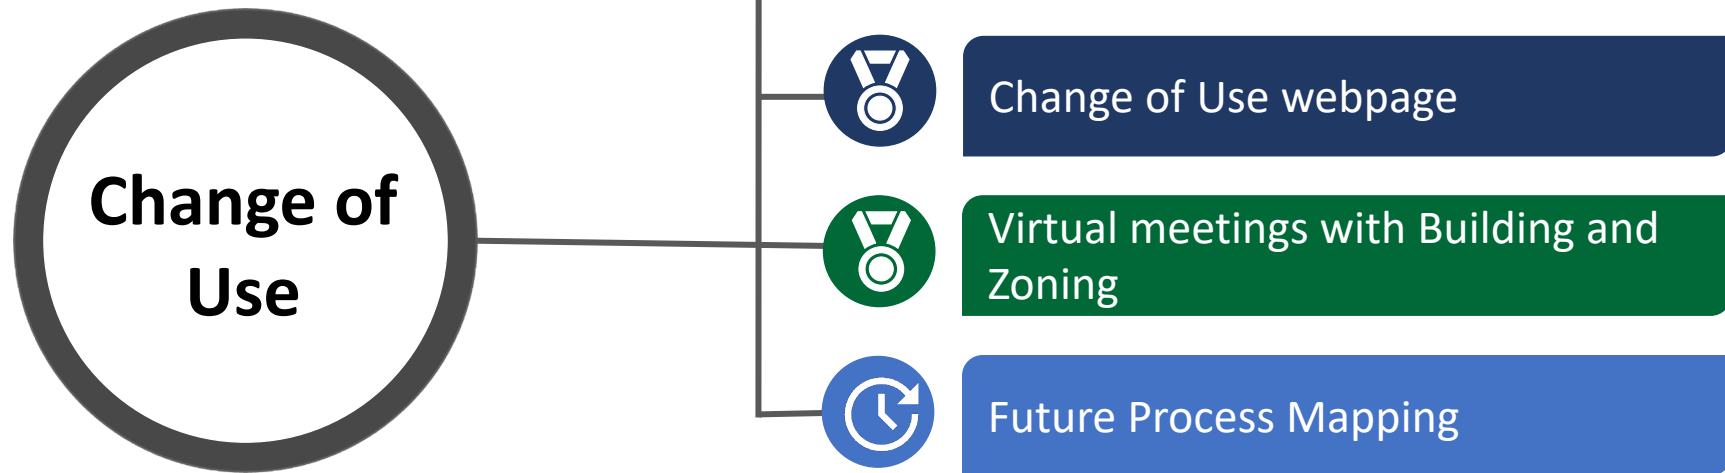 Change of
Use
Change of Use webpage
Virtual meetings with Building and
Zoning
Future Process Mapping